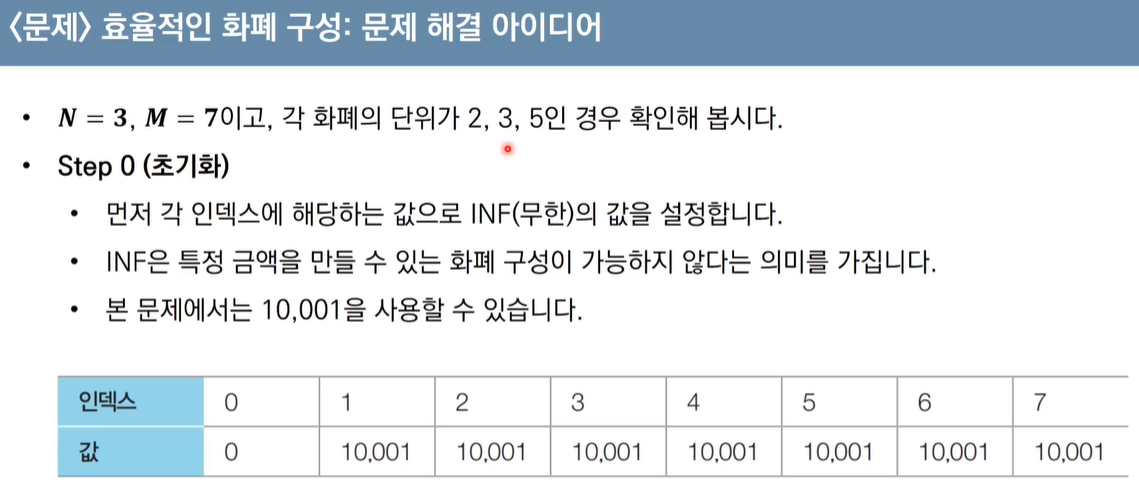 〈문제〉 효율적인 화폐 구성: 문제 해결 아이디어
• N = 3, M = 7이고, 각 화폐의 단위가 2, 3, 5인 경우 확인해 봅시다.
• Step 0 (초기화)
• 먼저 각 인덱스에 해당하는 값으로 INF(무한)의 값을 설정합니다.
• INF은 특정 금액을 만들 수 있는 화폐 구성이 가능하지 않다는 의미를 가집니다.
• 본 문제에서는 10,001을 사용할 수 있습니다.
인덱스 0 1 2 3 4 5 6 7
값 0 10,001 10,001 10,001 10,001 10,001 10,001 10,001